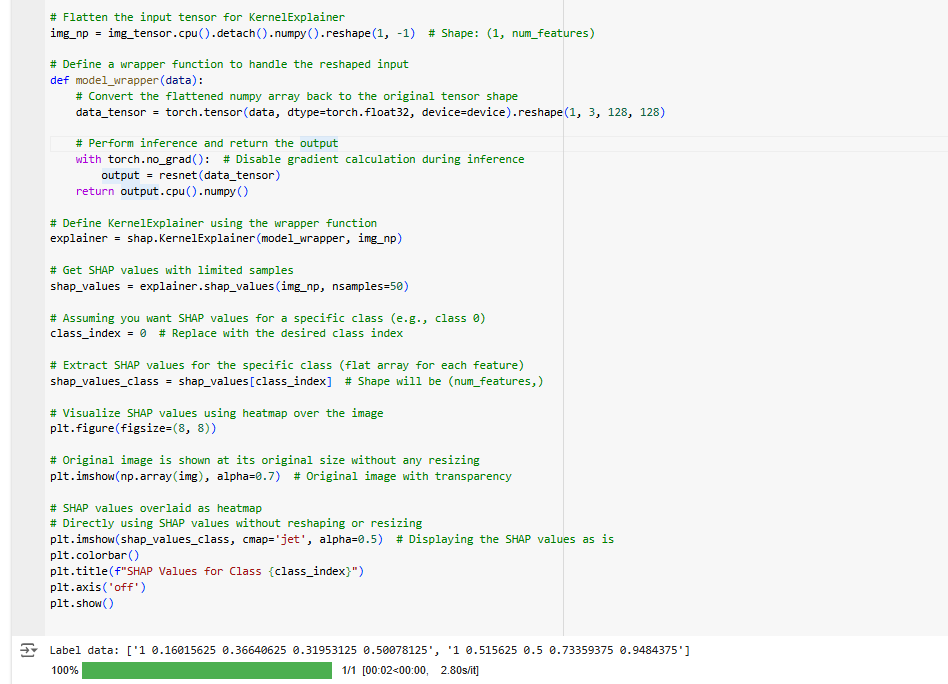 # Flatten the input tensor for KernelExplainer
img_np = img_tensor.cpu().detach().numpy().reshape(1, -1)  # Shape: (1, num_features)
# Define a wrapper function to handle the reshaped input
def model_wrapper(data):
    # Convert the flattened numpy array back to the original tensor shape
    data_tensor = torch.tensor(data, dtype=torch.float32, device=device).reshape(1, 3, 128, 128)
    # Perform inference and return the output
    with torch.no_grad():  # Disable gradient calculation during inference
        output = resnet(data_tensor)
    return output.cpu().numpy()
# Define KernelExplainer using the wrapper function
explainer = shap.KernelExplainer(model_wrapper, img_np)
# Get SHAP values with limited samples
shap_values = explainer.shap_values(img_np, nsamples=50)
# Assuming you want SHAP values for a specific class (e.g., class 0)
class_index = 0  # Replace with the desired class index
# Extract SHAP values for the specific class (flat array for each feature)
shap_values_class = shap_values[class_index]  # Shape will be (num_features,)
# Visualize SHAP values using heatmap over the image
plt.figure(figsize=(8, 8))
# Original image is shown at its original size without any resizing
plt.imshow(np.array(img), alpha=0.7)  # Original image with transparency
# SHAP values overlaid as heatmap
# Directly using SHAP values without reshaping or resizing
plt.imshow(shap_values_class, cmap='jet', alpha=0.5)  # Displaying the SHAP values as is
plt.colorbar()
plt.title(f"SHAP Values for Class {class_index}")
plt.axis('off')
plt.show()
Label data: ['1 0.16015625 0.36640625 0.31953125 0.50078125', '1 0.515625 0.5 0.73359375 0.9484375']
100% 1/1 [00:02<00:00, 2.80s/it]